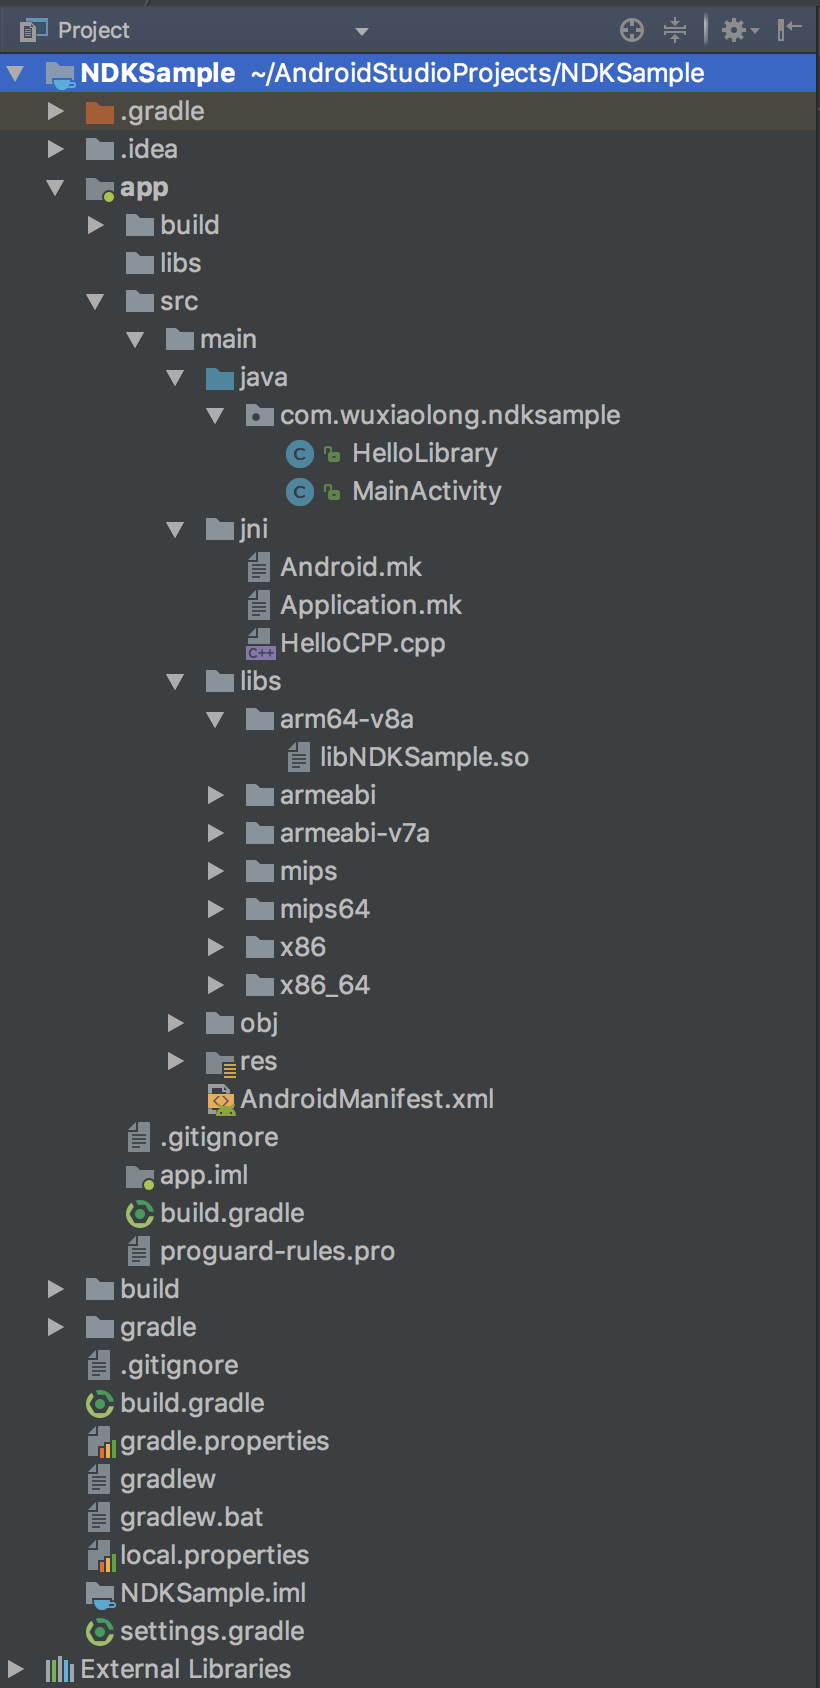 Project
NDKSample ~/AndroidStudioProjects/NDKSample
.gradle
.idea
app
build
libs
src
main
java
com.wuxiaolong.ndksample
C HelloLibrary
C MainActivity
jni
Android.mk
Application.mk
C++ HelloCPP.cpp
libs
arm64-v8a
libNDKSample.so
armeabi
armeabi-v7a
mips
mips64
x86
x86_64
obj
res
AndroidManifest.xml
.gitignore
app.iml
build.gradle
proguard-rules.pro
build
gradle
.gitignore
build.gradle
gradle.properties
gradlew
gradlew.bat
local.properties
NDKSample.iml
settings.gradle
External Libraries